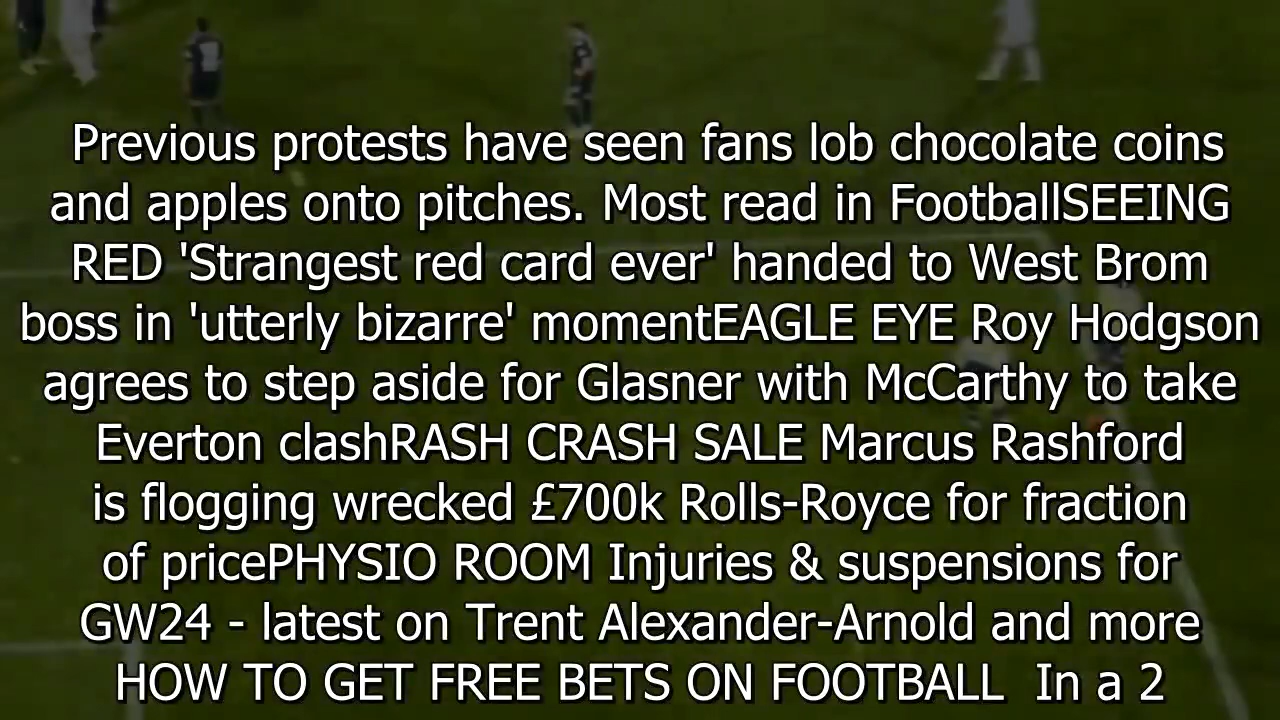 Previous protests have seen fans lob chocolate coins
and apples onto pitches. Most read in FootballSEEING
RED 'Strangest red card ever' handed to West Brom
boss in 'utterly bizarre' momentEAGLE EYE Roy Hodgson
agrees to step aside for Glasner with McCarthy to take
Everton clashRASH CRASH SALE Marcus Rashford
is flogging wrecked £700k Rolls-Royce for fraction
of pricePHYSIO ROOM Injuries & suspensions for
GW24 - latest on Trent Alexander-Arnold and more
HOW TO GET FREE BETS ON FOOTBALL  In a 2